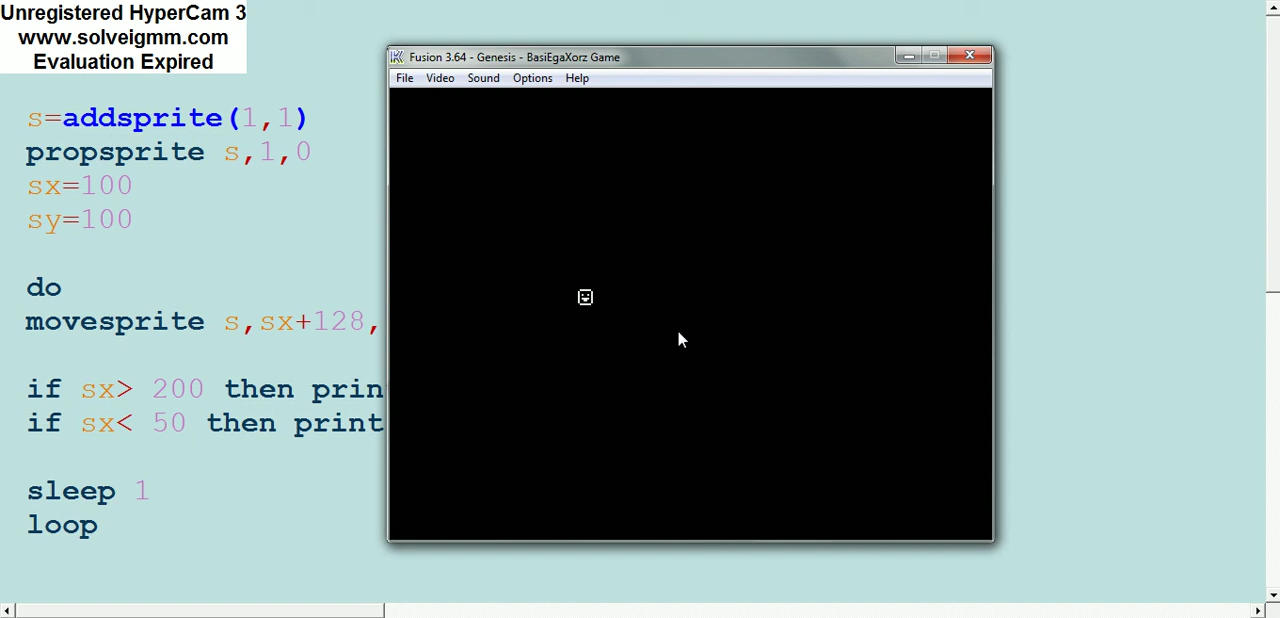 Unregistered HyperCam 3
www.solveigmm.com
Evaluation Expired
Fusion 3.64 - Genesis - BasiEgaXorz Game
File Video Sound Options Help
s=addsprite(1,1)
propsprite s,1,0
sx=100
sy=100
do
movesprite s,sx+128,
if sx> 200 then prin
if sx< 50 then print
sleep 1
loop